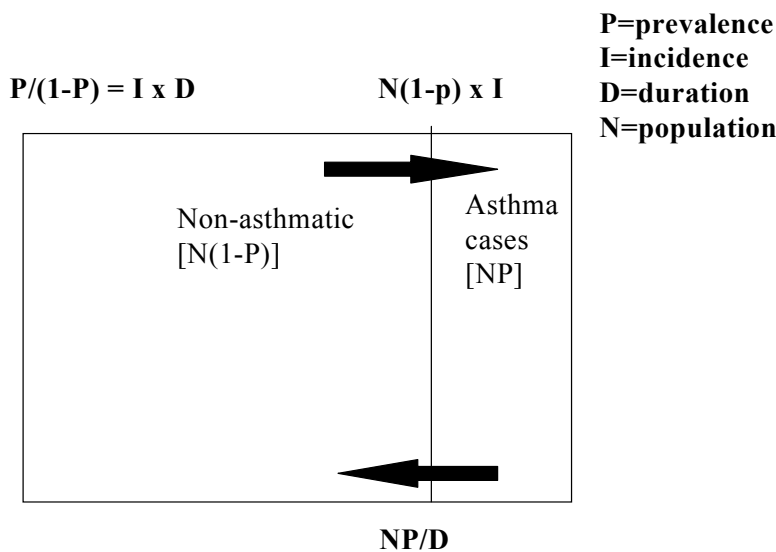 P=prevalence
I=incidence
D=duration
N=population
P/(1-P) = I x D
N(1-p) x I
Non-asthmatic
[N(1-P)]
Asthma
cases
[NP]
NP/D